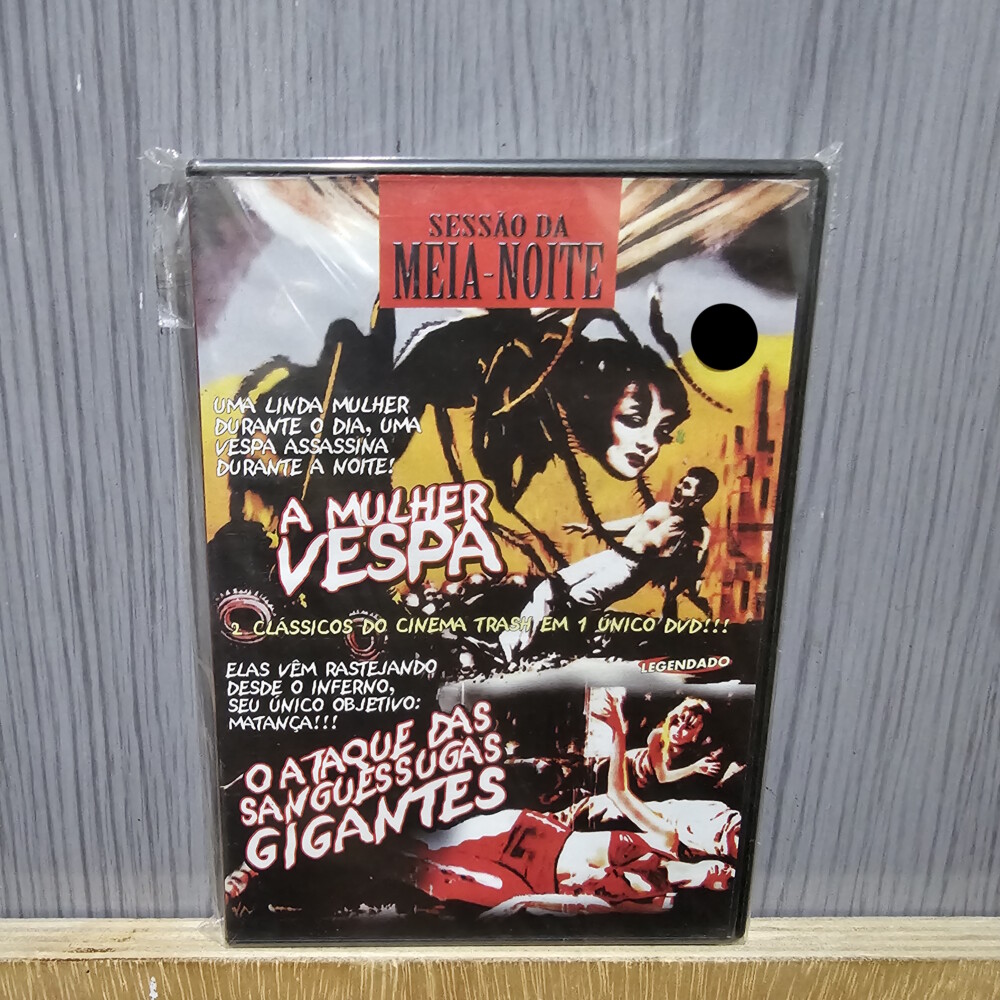 SESSÃO DA
MEIA-NOITE
UMA LINDA MULHER
DURANTE O DIA, UMA
VESPA ASSASSINA
DURANTE A NOITE!
A MULHER
VESPA
2 CLÁSSICOS DO CINEMA TRASH EM 1 ÚNICO DVD!!!
LEGENDADO
ELAS VÊM RASTEJANDO
DESDE O INFERNO,
SEU ÚNICO OBJETIVO:
MATANÇA!!!
O ATAQUE DAS
SANGUESSUGAS
GIGANTES